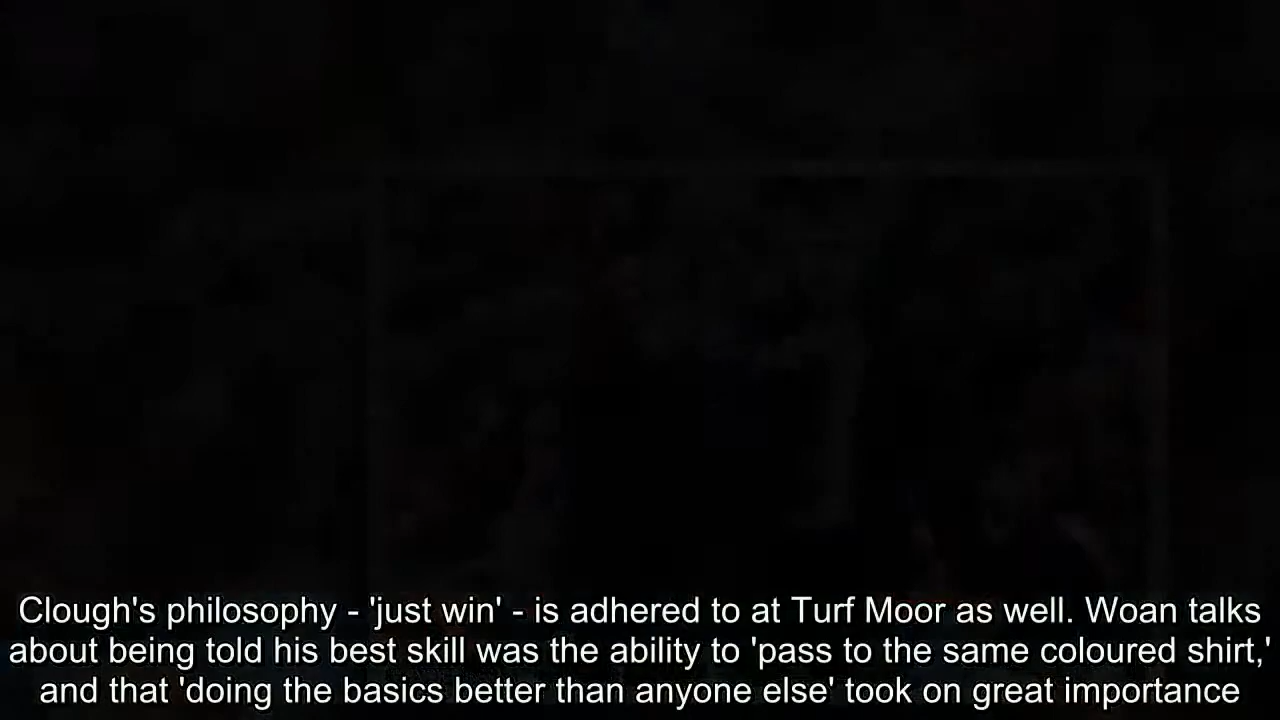 Clough's philosophy - 'just win' - is adhered to at Turf Moor as well. Woan talks
about being told his best skill was the ability to 'pass to the same coloured shirt,'
and that 'doing the basics better than anyone else' took on great importance